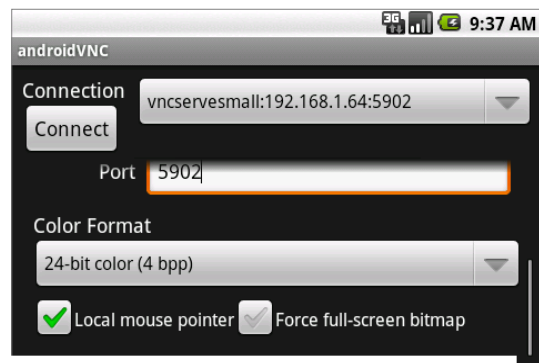 3G 9:37 AM
androidVNC
Connection
vncservesmall:192.168.1.64:5902
Connect
Port 5902
Color Format
24-bit color (4 bpp)
Local mouse pointer Force full-screen bitmap